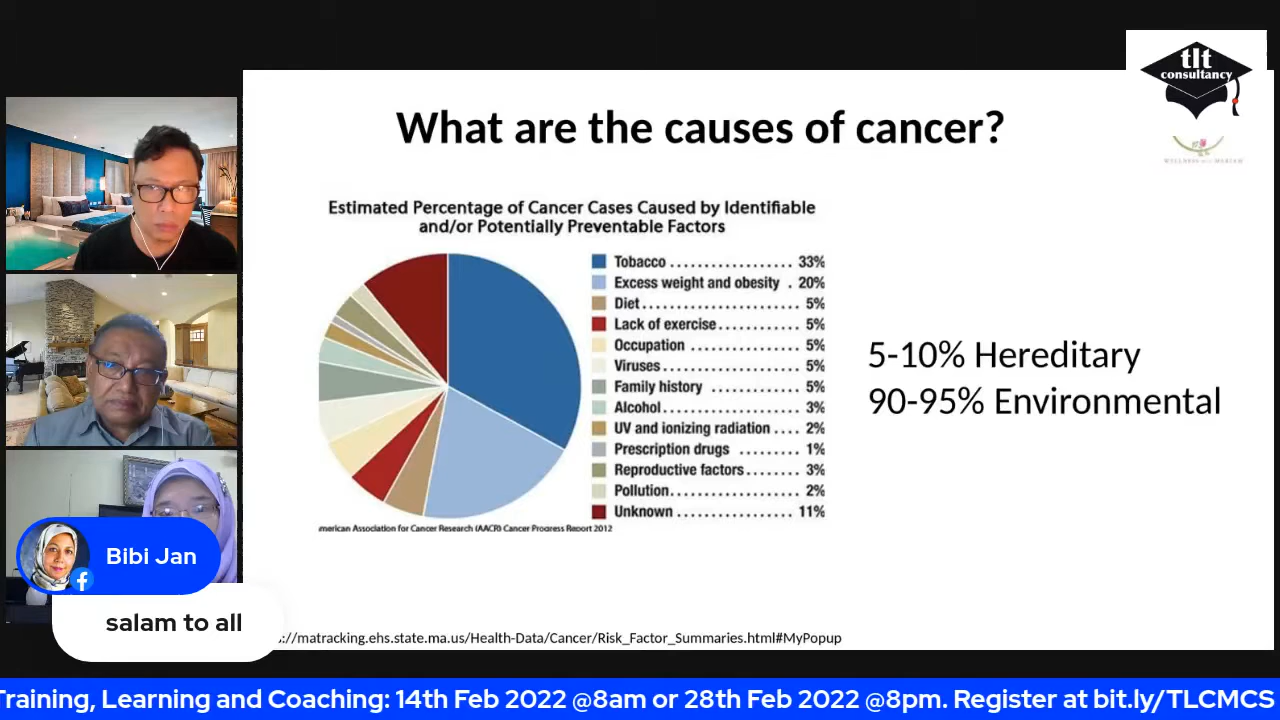 tlt
consultancy
WELLNESS WITH MARIAM
What are the causes of cancer?
Estimated Percentage of Cancer Cases Caused by Identifiable
and/or Potentially Preventable Factors
Tobacco .................. 33%
Excess weight and obesity . 20%
Diet ..................... 5%
Lack of exercise ............ 5%
Occupation ............... 5%
Viruses ................... 5%
Family history ............ 5%
Alcohol ................... 3%
UV and ionizing radiation .... 2%
Prescription drugs ......... 1%
Reproductive factors ....... 3%
Pollution .................. 2%
Unknown ................. 11%
merican Association for Cancer Research (AACR) Cancer Progress Report 2012
5-10% Hereditary
90-95% Environmental
Bibi Jan
salam to all
://matracking.ehs.state.ma.us/Health-Data/Cancer/Risk_Factor_Summaries.html#MyPopup
Training, Learning and Coaching: 14th Feb 2022 @8am or 28th Feb 2022 @8pm. Register at bit.ly/TLCMCS